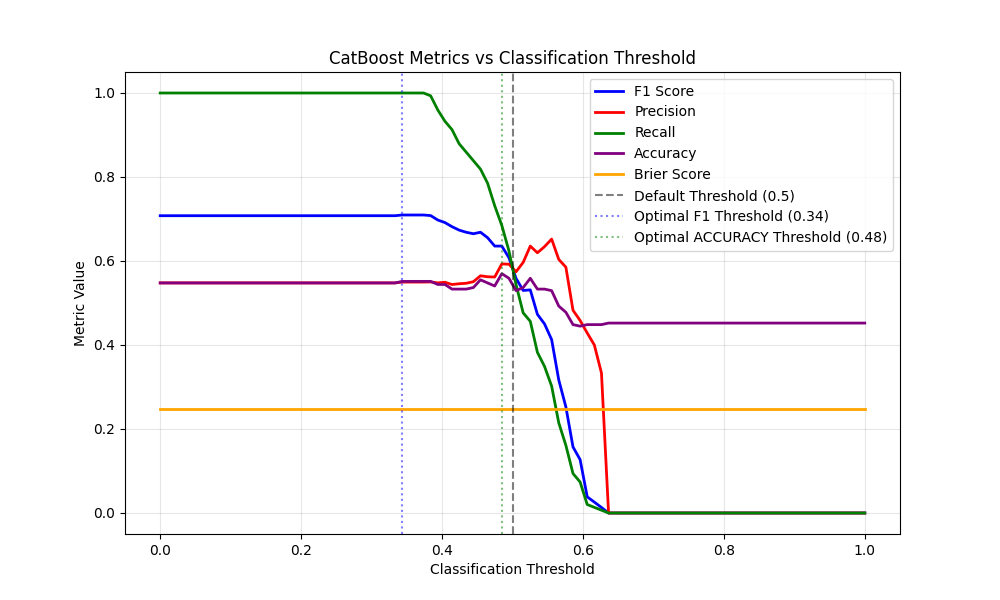 CatBoost Metrics vs Classification Threshold
1.0
0.8
0.6
0.4
0.2
0.0
Metric Value
F1 Score
Precision
Recall
Accuracy
Brier Score
Default Threshold (0.5)
Optimal F1 Threshold (0.34)
Optimal ACCURACY Threshold (0.48)
0.0 0.2 0.4 0.6 0.8 1.0
Classification Threshold